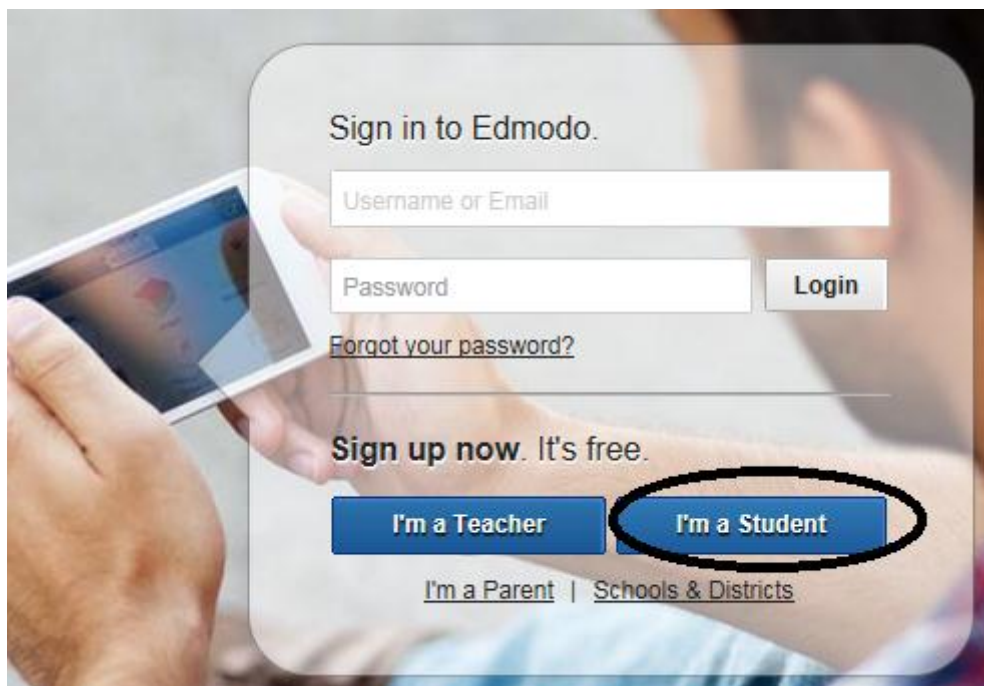 Sign in to Edmodo.
Username or Email
Password
Login
Forgot your password?
Sign up now. It's free.
I'm a Teacher
I'm a Student
I'm a Parent | Schools & Districts